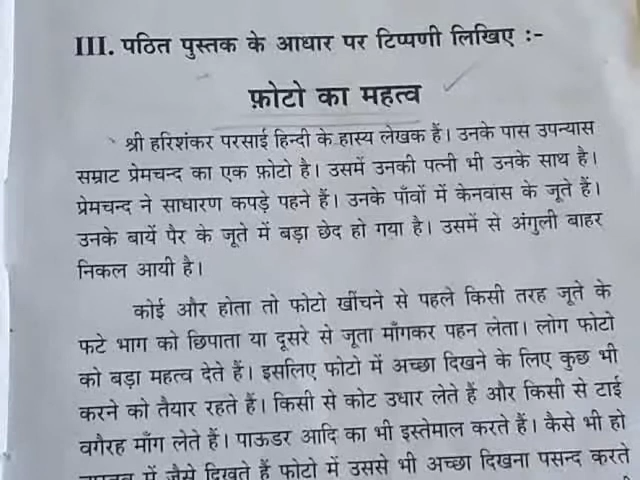 III. पठित पुस्तक के आधार पर टिप्पणी लिखिए :-
फ़ोटो का महत्व
श्री हरिशंकर परसाई हिन्दी के हास्य लेखक हैं। उनके पास उपन्यास
सम्राट प्रेमचन्द का एक फ़ोटो है। उसमें उनकी पत्नी भी उनके साथ है।
प्रेमचन्द ने साधारण कपड़े पहने हैं। उनके पाँवों में केनवास के जूते हैं।
उनके बायें पैर के जूते में बड़ा छेद हो गया है। उसमें से अंगुली बाहर
निकल आयी है।
कोई और होता तो फोटो खींचने से पहले किसी तरह जूते के
फटे भाग को छिपाता या दूसरे से जूता माँगकर पहन लेता। लोग फोटो
को बड़ा महत्व देते हैं। इसलिए फोटो में अच्छा दिखने के लिए कुछ भी
करने को तैयार रहते हैं। किसी से कोट उधार लेते हैं और किसी से टाई
वगैरह माँग लेते हैं। पाऊडर आदि का भी इस्तेमाल करते हैं। कैसे भी हो
में जैसे दिखते हैं फोटो में उससे भी अच्छा दिखना पसन्द करते